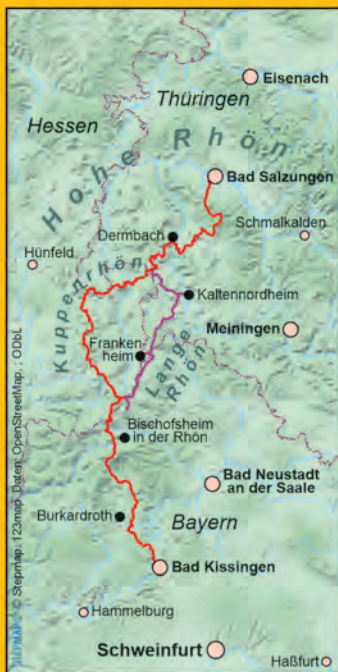 Eisenach
Thüringen
Hessen
Hohe Rhön
Bad Salzungen
Dermbach
Schmalkalden
Hünfeld
Kuppenrhön
Kaltennordheim
Meiningen
Franken-
heim
Lange
Rhön
Bischofsheim
in der Rhön
Bad Neustadt
an der Saale
Burkardroth
Bayern
Bad Kissingen
Hammelburg
Schweinfurt
Haßfurt
© Stepmap, 123map Daten: OpenStreetMap, : ODbL
STEPMAP